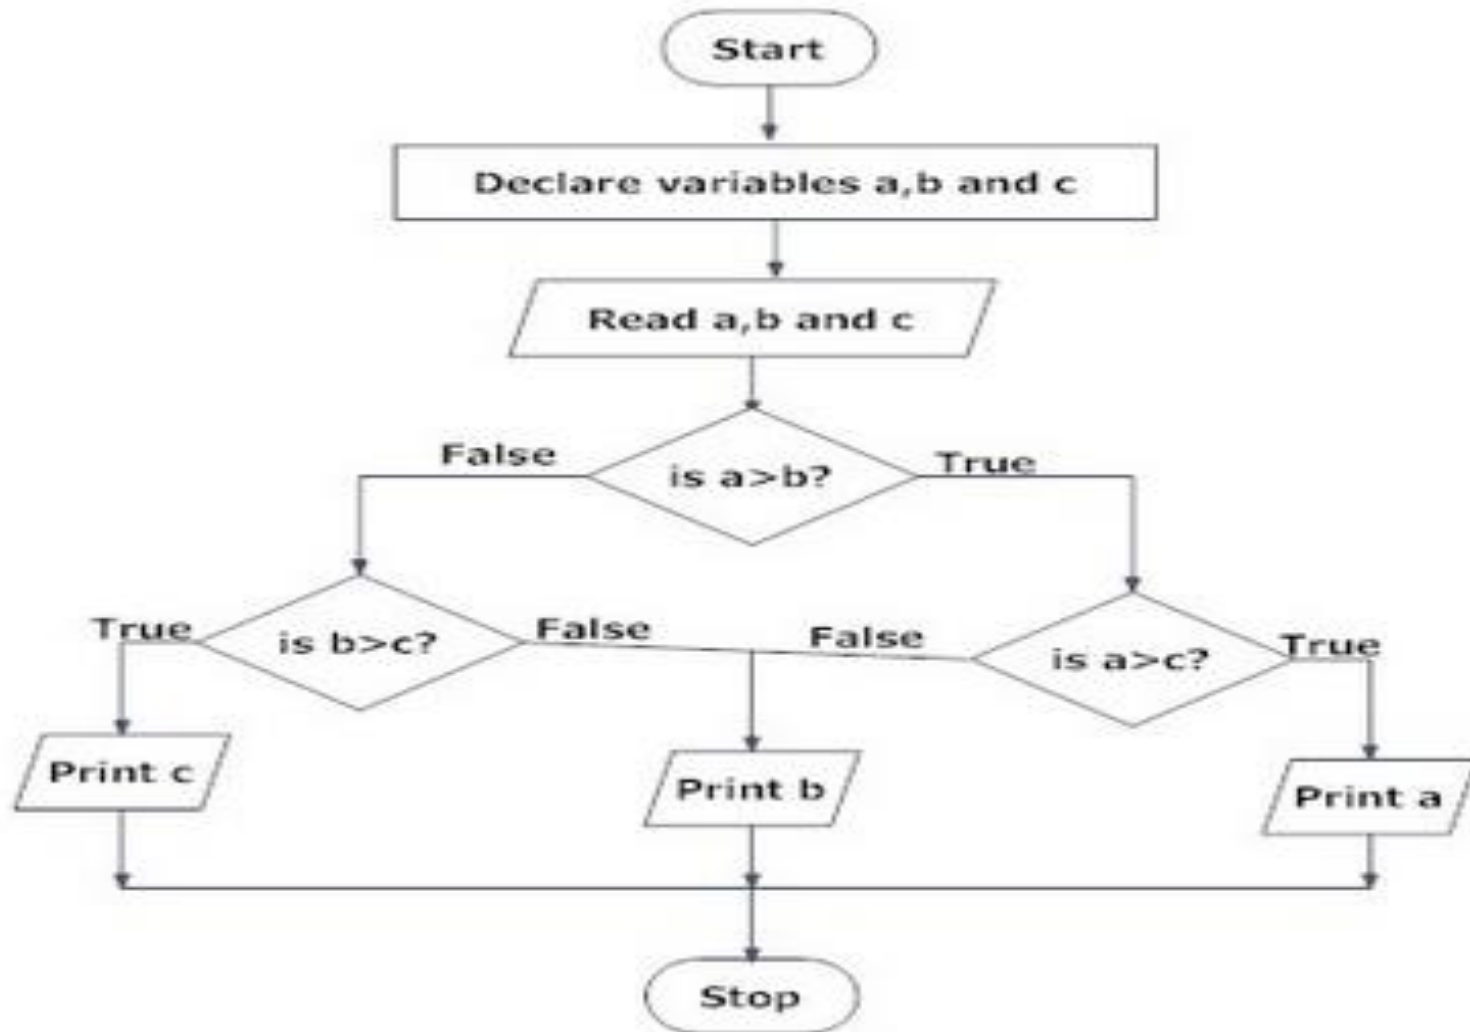 Start
Declare variables a,b and c
Read a,b and c
False
is a>b?
True
True
is b>c?
False
False
is a>c?
True
Print c
Print b
Print a
Stop